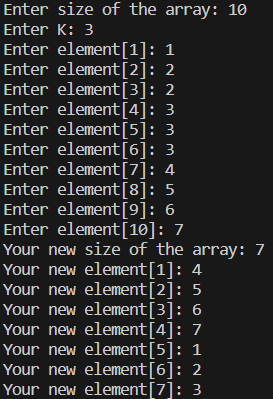 Enter size of the array: 10
Enter K: 3
Enter element[1]: 1
Enter element[2]: 2
Enter element[3]: 2
Enter element[4]: 3
Enter element[5]: 3
Enter element[6]: 3
Enter element[7]: 4
Enter element[8]: 5
Enter element[9]: 6
Enter element[10]: 7
Your new size of the array: 7
Your new element[1]: 4
Your new element[2]: 5
Your new element[3]: 6
Your new element[4]: 7
Your new element[5]: 1
Your new element[6]: 2
Your new element[7]: 3